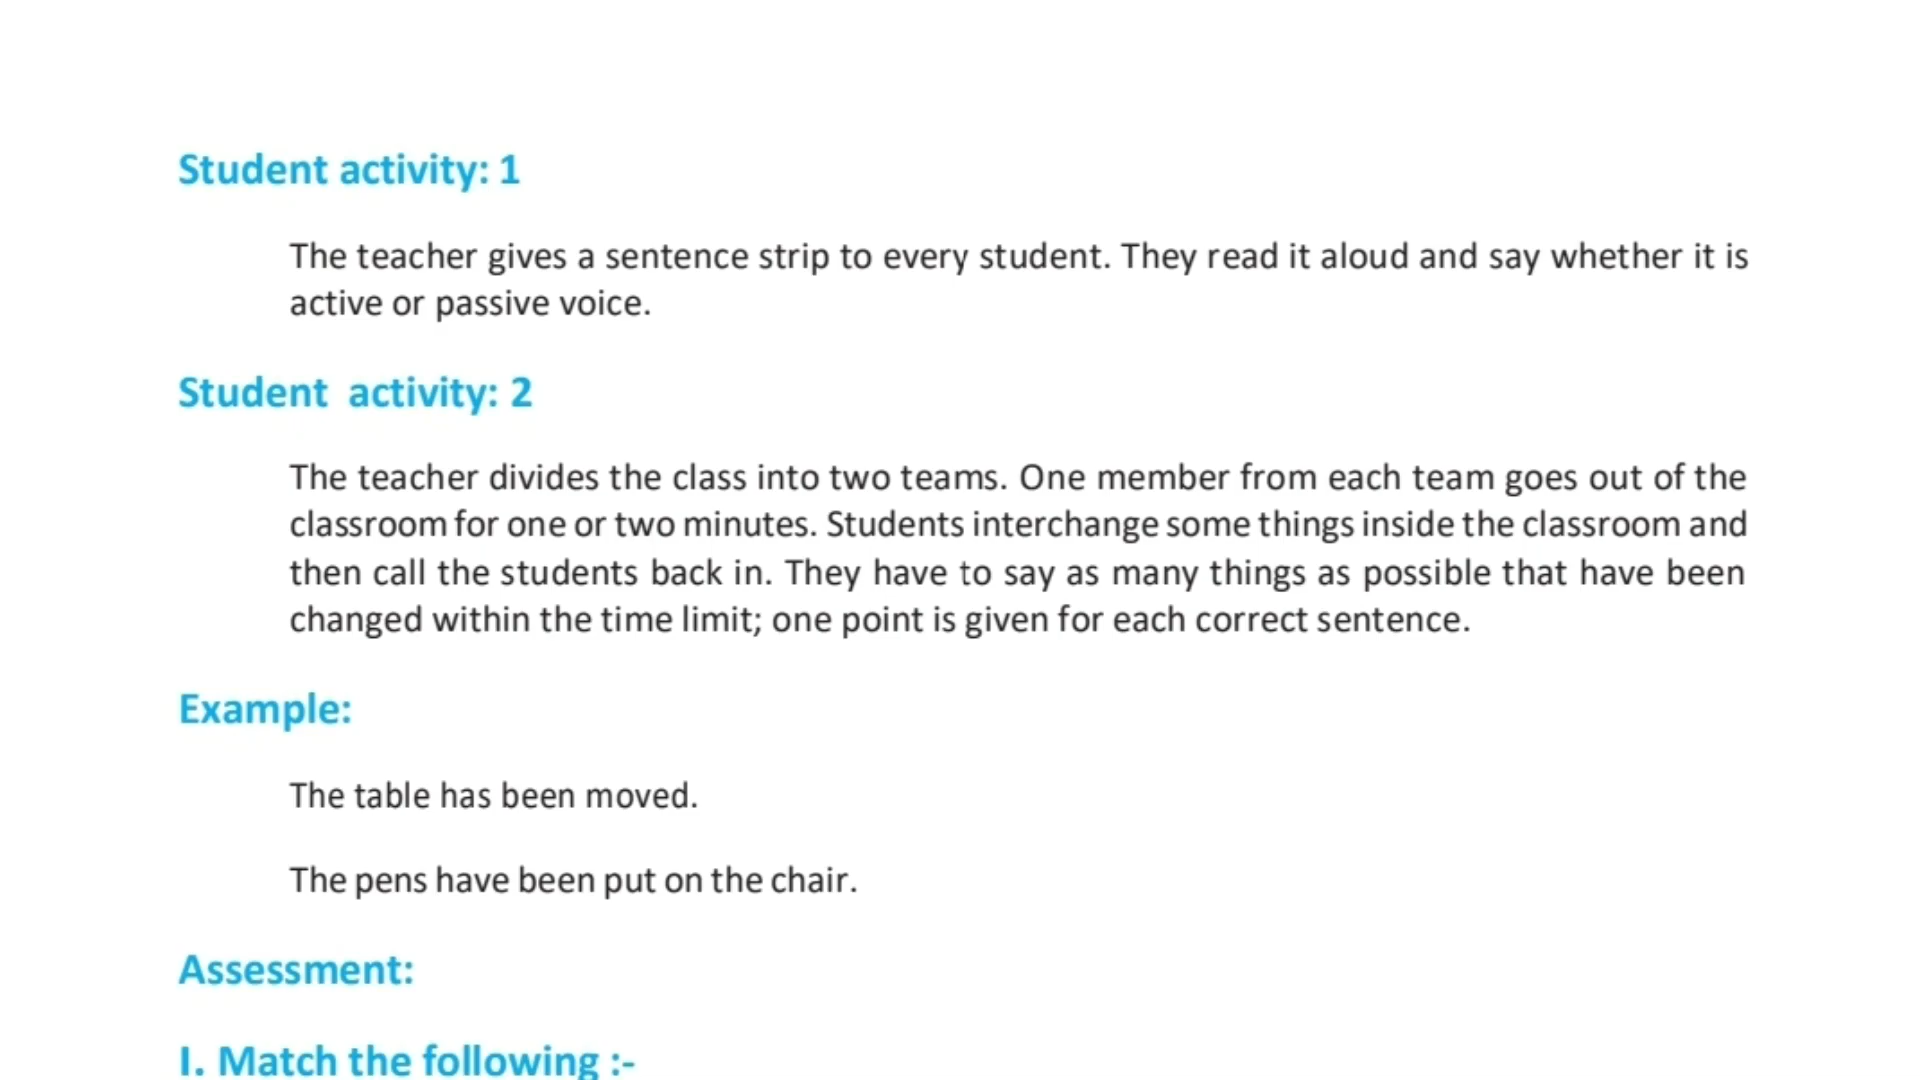 Student activity: 1
The teacher gives a sentence strip to every student. They read it aloud and say whether it is
active or passive voice.
Student activity: 2
The teacher divides the class into two teams. One member from each team goes out of the
classroom for one or two minutes. Students interchange some things inside the classroom and
then call the students back in. They have to say as many things as possible that have been
changed within the time limit; one point is given for each correct sentence.
Example:
The table has been moved.
The pens have been put on the chair.
Assessment:
I. Match the following :-